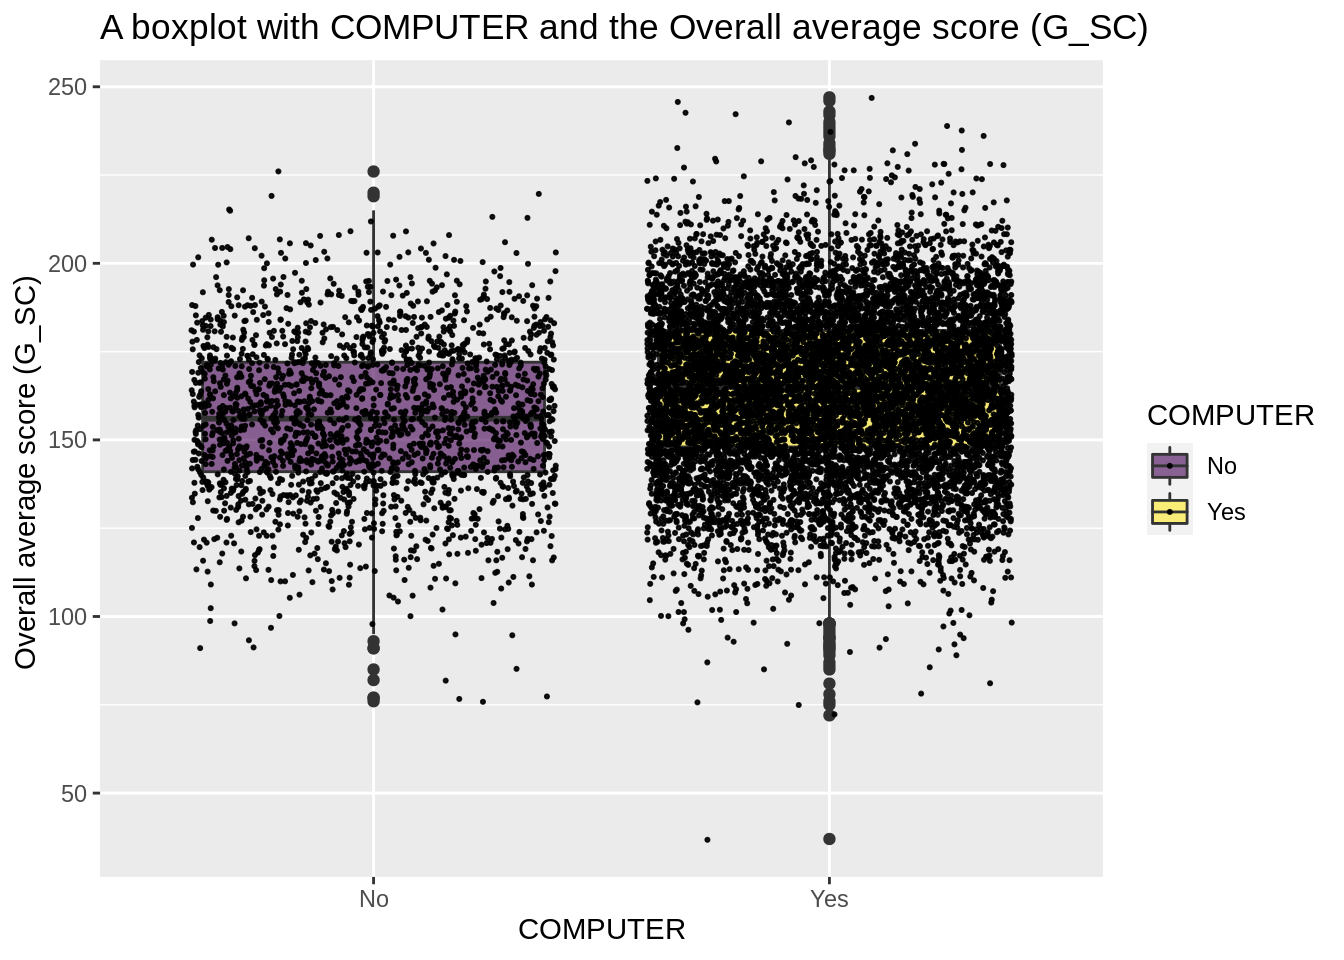 A boxplot with COMPUTER and the Overall average score (G_SC)
Overall average score (G_SC)
250
200
150
100
50
No
Yes
COMPUTER
COMPUTER
No
Yes